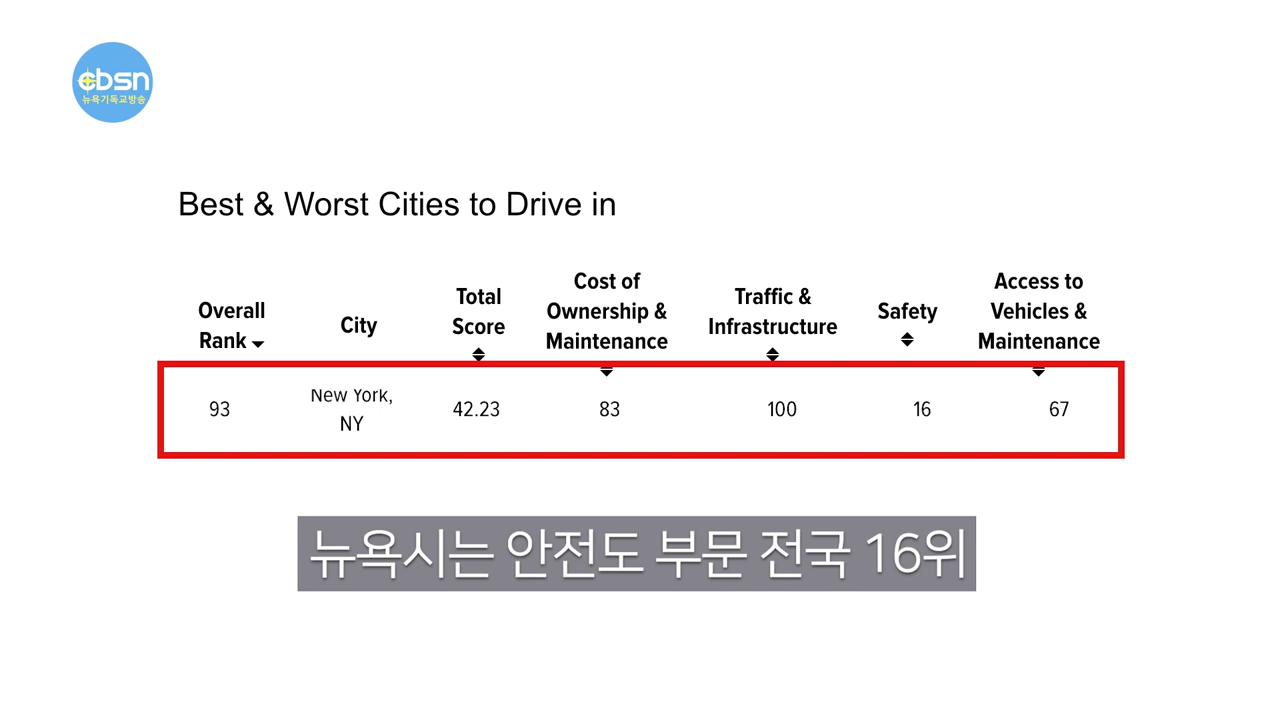 cbsn
뉴욕기독교방송
Best & Worst Cities to Drive in
Overall
Rank
City
Total
Score
Cost of
Ownership &
Maintenance
Traffic &
Infrastructure
Safety
Access to
Vehicles &
Maintenance
93
New York,
NY
42.23
83
100
16
67
뉴욕시는 안전도 부문 전국 16위